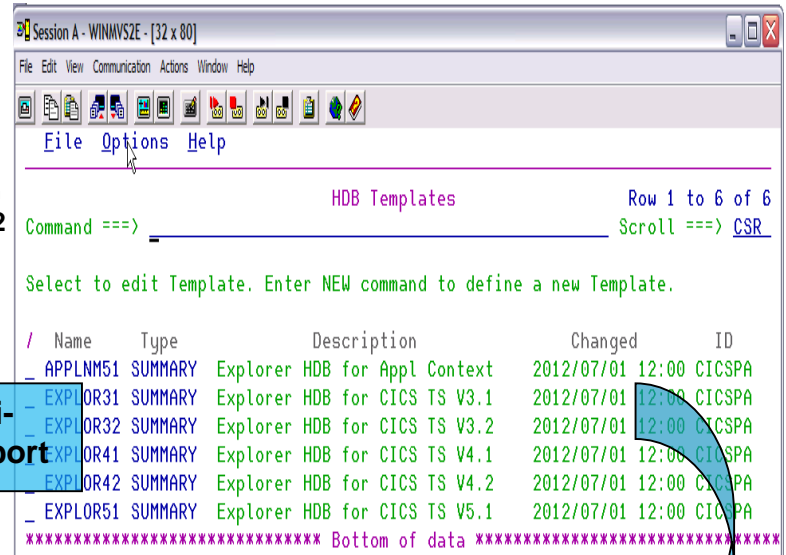 Session A - WINMVS2E - [32 x 80]
File Edit View Communication Actions Window Help
File Options Help
HDB Templates Row 1 to 6 of 6
2
Command ===> Scroll ===> CSR
Select to edit Template. Enter NEW command to define a new Template.
/ Name Type Description Changed ID
_ APPLNM51 SUMMARY Explorer HDB for Appl Context 2012/07/01 12:00 CICSPA
_ EXPLOR31 SUMMARY Explorer HDB for CICS TS V3.1 2012/07/01 12:00 CICSPA
_ EXPLOR32 SUMMARY Explorer HDB for CICS TS V3.2 2012/07/01 12:00 CICSPA
_ EXPLOR41 SUMMARY Explorer HDB for CICS TS V4.1 2012/07/01 12:00 CICSPA
_ EXPLOR42 SUMMARY Explorer HDB for CICS TS V4.2 2012/07/01 12:00 CICSPA
_ EXPLOR51 SUMMARY Explorer HDB for CICS TS V5.1 2012/07/01 12:00 CICSPA
****************************** Bottom of data *******************************